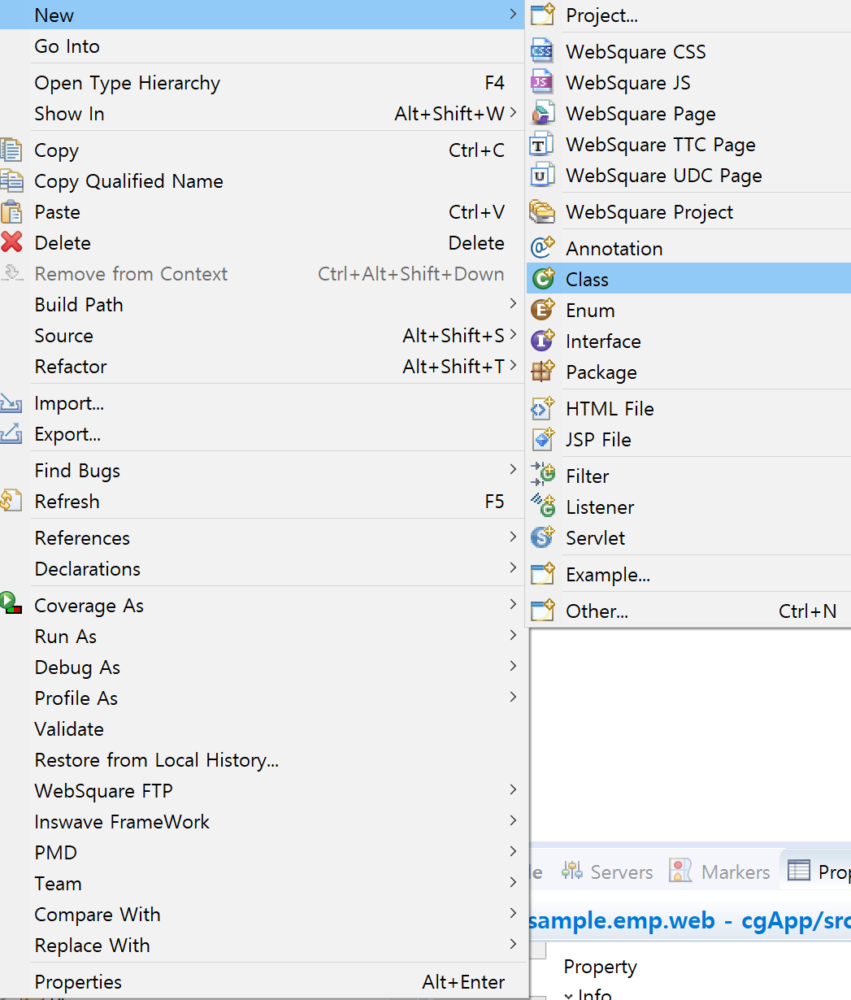 New
Go Into
Open Type Hierarchy F4
Show In Alt+Shift+W
Copy Ctrl+C
Copy Qualified Name
Paste Ctrl+V
Delete Delete
Remove from Context Ctrl+Alt+Shift+Down
Build Path
Source Alt+Shift+S
Refactor Alt+Shift+T
Import...
Export...
Find Bugs
Refresh F5
References
Declarations
Coverage As
Run As
Debug As
Profile As
Validate
Restore from Local History...
WebSquare FTP
Inswave FrameWork
PMD
Team
Compare With
Replace With
Properties Alt+Enter
Project...
WebSquare CSS
WebSquare JS
WebSquare Page
WebSquare TTC Page
WebSquare UDC Page
WebSquare Project
Annotation
Class
Enum
Interface
Package
HTML File
JSP File
Filter
Listener
Servlet
Example...
Other... Ctrl+N
le Servers Markers Prop
sample.emp.web - cgApp/src
Property
Info